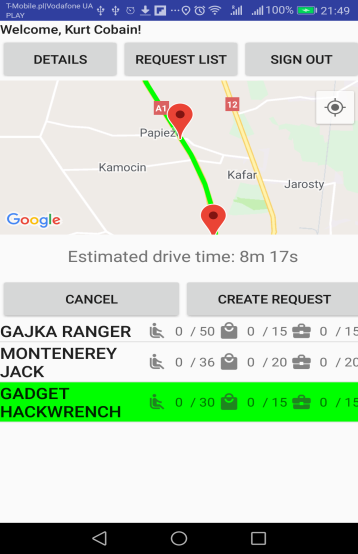 T-Mobile.pl|Vodafone UA
PLAY
100% 21:49
Welcome, Kurt Cobain!
DETAILS REQUEST LIST SIGN OUT
A1 12
Papież
Kamocin Kafar
Jarosty
Google
Estimated drive time: 8m 17s
CANCEL CREATE REQUEST
GAJKA RANGER 0 / 50 0 / 15 0 / 15
MONTENEREY
JACK 0 / 36 0 / 20 0 / 20
GADGET
HACKWRENCH 0 / 30 0 / 15 0 / 15